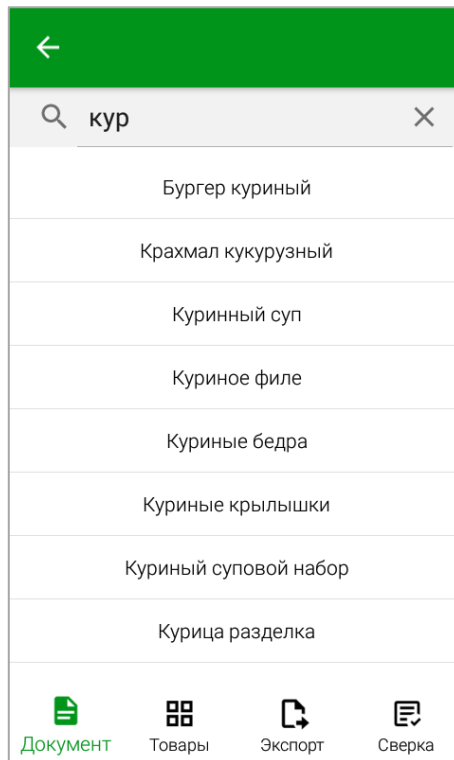 кур
Бургер куриный
Крахмал кукурузный
Куринный суп
Куриное филе
Куриные бедра
Куриные крылышки
Куриный суповой набор
Курица разделка
Документ Товары Экспорт Сверка